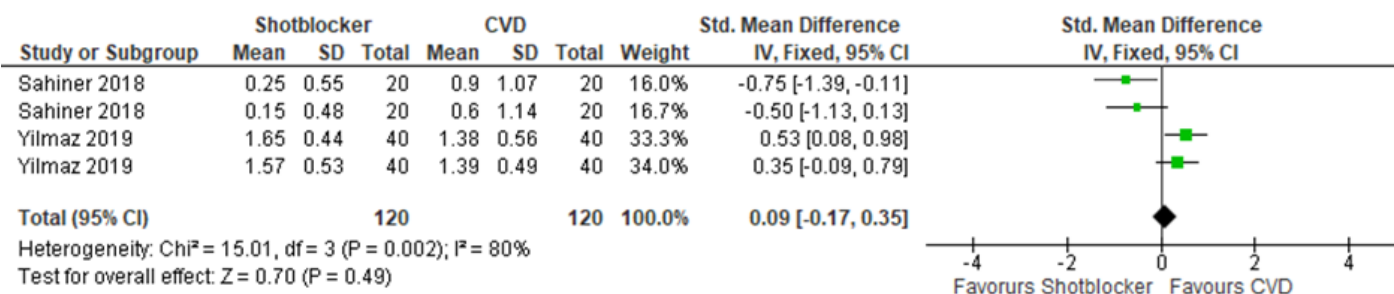 Shotblocker CVD Std. Mean Difference Std. Mean Difference
Study or Subgroup Mean SD Total Mean SD Total Weight IV, Fixed, 95% CI IV, Fixed, 95% CI
Sahiner 2018 0.25 0.55 20 0.9 1.07 20 16.0% -0.75 [-1.39, -0.11]
Sahiner 2018 0.15 0.48 20 0.6 1.14 20 16.7% -0.50 [-1.13, 0.13]
Yilmaz 2019 1.65 0.44 40 1.38 0.56 40 33.3% 0.53 [0.08, 0.98]
Yilmaz 2019 1.57 0.53 40 1.39 0.49 40 34.0% 0.35 [-0.09, 0.79]
Total (95% CI) 120 120 100.0% 0.09 [-0.17, 0.35]
Heterogeneity: Chi² = 15.01, df = 3 (P = 0.002); I² = 80%
Test for overall effect: Z = 0.70 (P = 0.49)
-4 -2 0 2 4
Favorurs Shotblocker Favours CVD